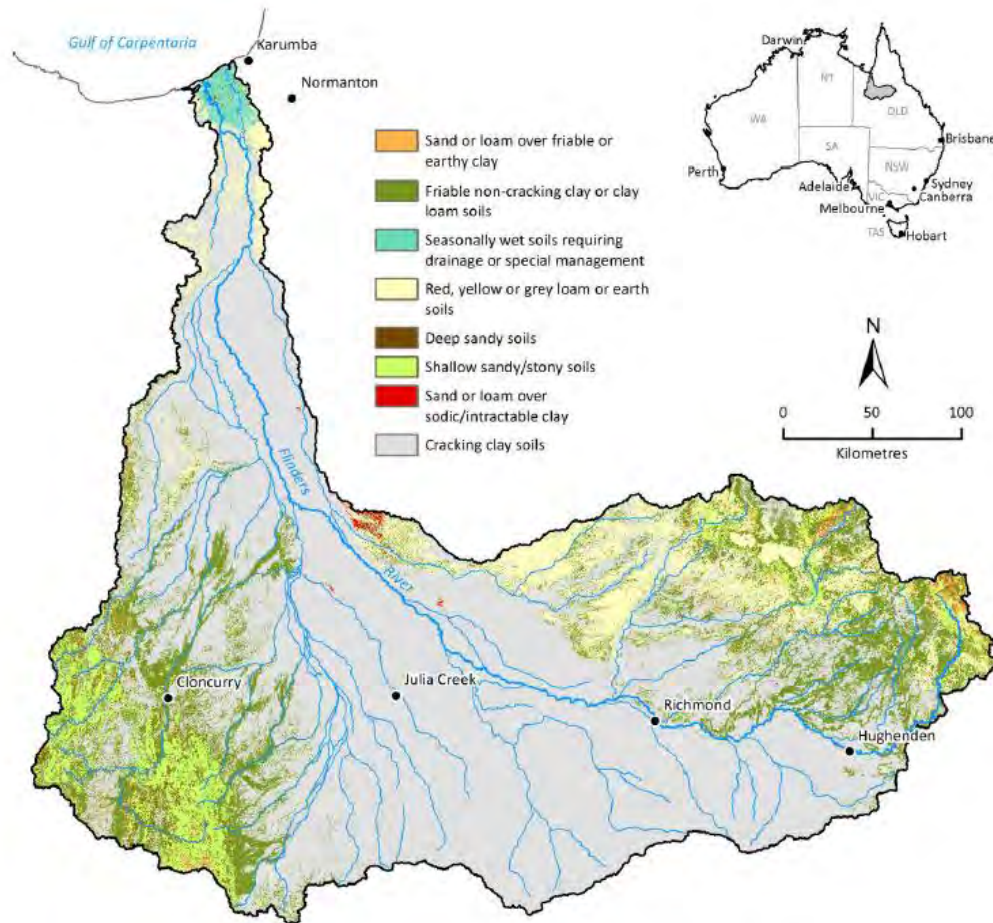 Gulf of Carpentaria
Karumba
Normanton
Sand or loam over friable or
earthy clay
Friable non-cracking clay or clay
loam soils
Seasonally wet soils requiring
drainage or special management
Red, yellow or grey loam or earth
soils
Deep sandy soils
Shallow sandy/stony soils
Sand or loam over
sodic/intractable clay
Cracking clay soils
Darwin
NT
QLD
WA
SA
Brisbane
NSW
Perth
Adelaide
Sydney
VIC
Canberra
Melbourne
TAS
Hobart
N
0 50 100
Kilometres
Flinders
River
Cloncurry
Julia Creek
Richmond
Hughenden